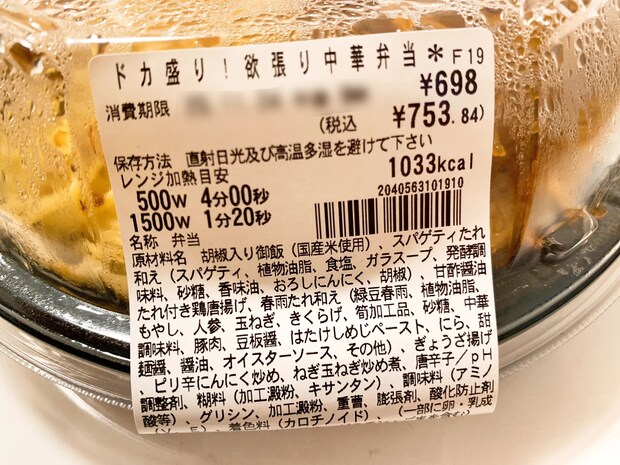 ドカ盛り!欲張り中華弁当＊F19
消費期限
¥698
(税込 ¥753.84)
保存方法 直射日光及び高温多湿を避けて下さい
レンジ加熱目安
1033kcal
500W 4分00秒
1500W 1分20秒
2040563101910
名称 弁当
原材料名 胡椒入り御飯(国産米使用)、スパゲティたれ
和え(スパゲティ、植物油脂、食塩、ガラスープ、発酵調
味料、砂糖、香味油、おろしにんにく、胡椒)、甘酢醤油
たれ付き鶏唐揚げ、春雨たれ和え(緑豆春雨、植物油脂、
もやし、人参、玉ねぎ、きくらげ、筍加工品、砂糖、中華
調味料、豚肉、豆板醤、はたけしめじペースト、にら、甜
麺醤、醤油、オイスターソース、その他)、ぎょうざ揚げ
、ピリ辛にんにく炒め、ねぎ玉ねぎ炒め煮、唐辛子/pH
調整剤、糊料(加工澱粉、キサンタン)、調味料(アミノ
酸等)、グリシン、加工澱粉、重曹、膨張剤、酸化防止剤
(V.E)、着色料(カロチノイド)、(一部に卵・乳成